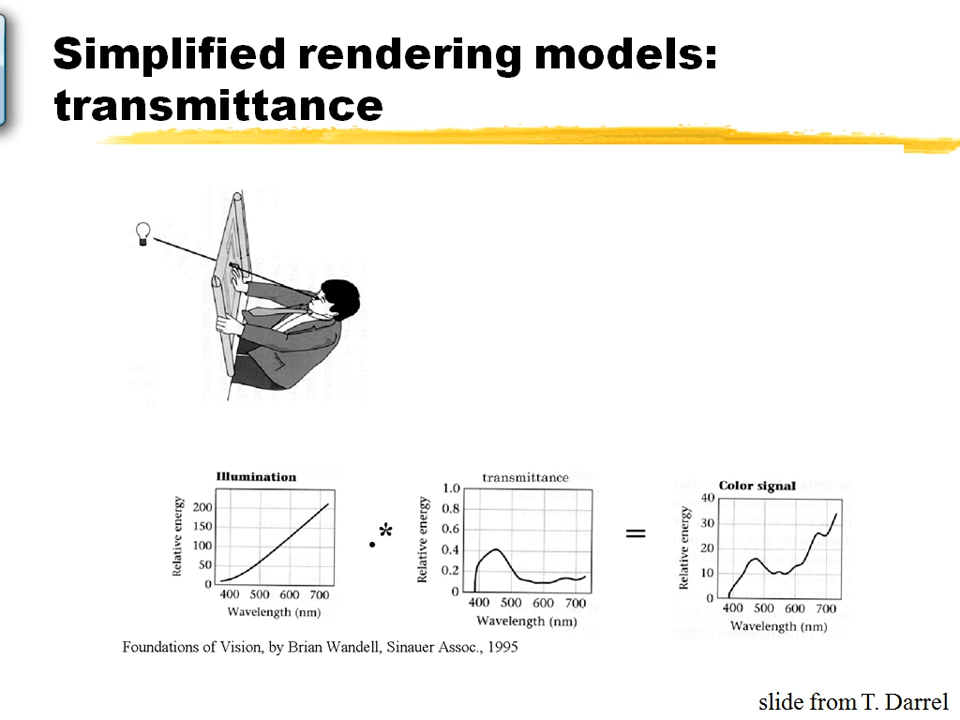 Simplified rendering models:
transmittance
Illumination
Relative energy
200
150
100
50
0
400 500 600 700
Wavelength (nm)
.*
transmittance
Relative energy
1.0
0.8
0.6
0.4
0.2
0
400 500 600 700
Wavelength (nm)
=
Color signal
Relative energy
40
30
20
10
0
400 500 600 700
Wavelength (nm)
Foundations of Vision, by Brian Wandell, Sinauer Assoc., 1995
slide from T. Darrel